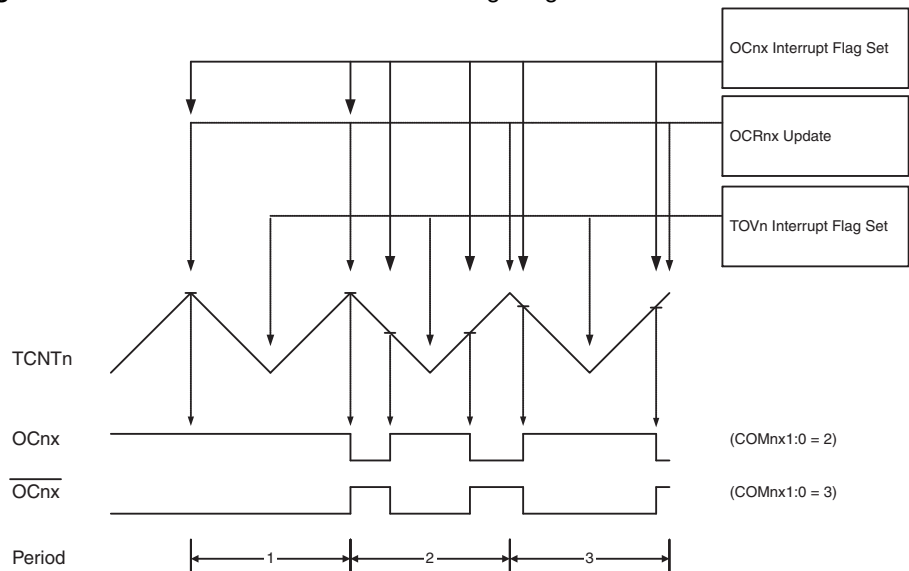 OCnx Interrupt Flag Set
OCRnx Update
TOVn Interrupt Flag Set
TCNTn
OCnx
(COMnx1:0 = 2)
OCnx
(COMnx1:0 = 3)
Period
1
2
3